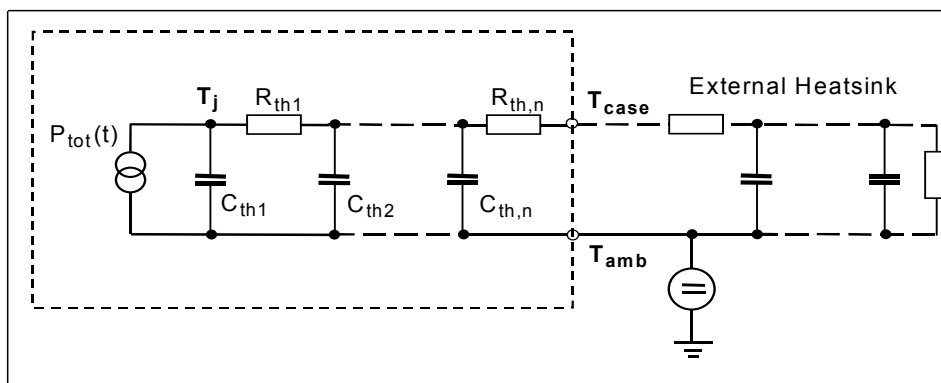 External Heatsink
T_j
R_th1
R_th,n
T_case
P_tot(t)
C_th1
C_th2
C_th,n
T_amb